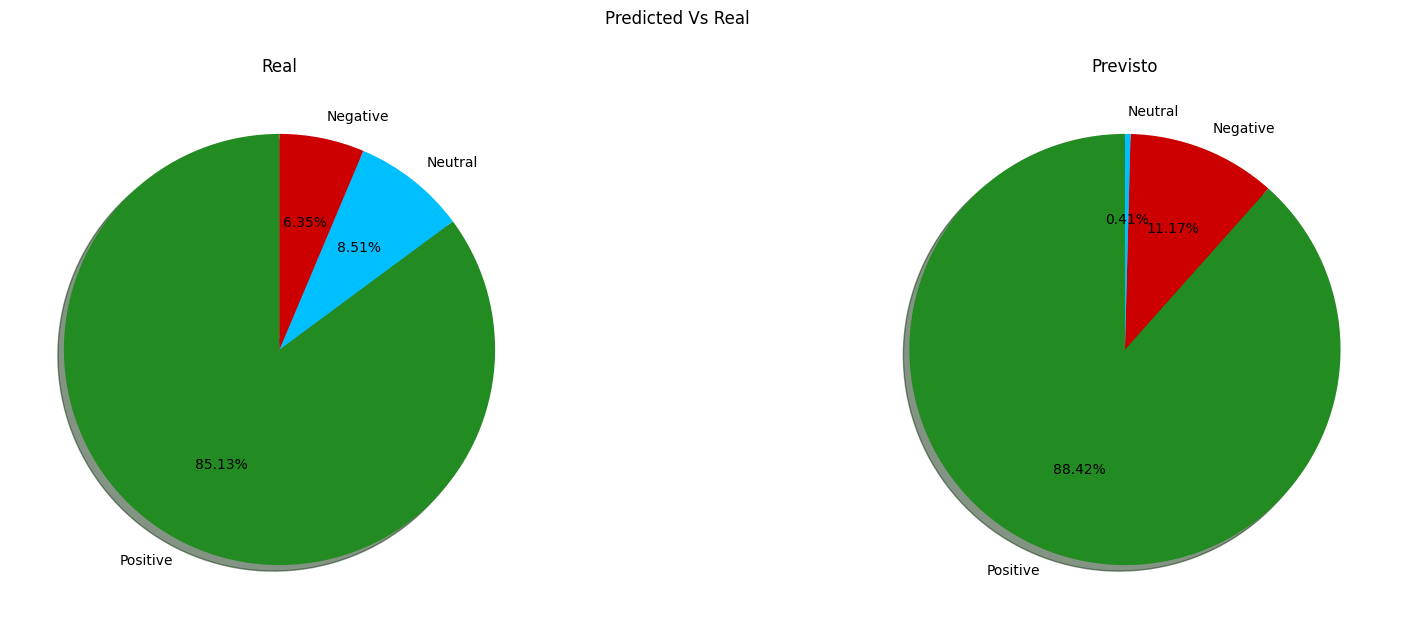 Predicted Vs Real
Real
Negative
Neutral
6.35%
8.51%
85.13%
Positive
Previsto
Neutral
Negative
0.41%
11.17%
88.42%
Positive